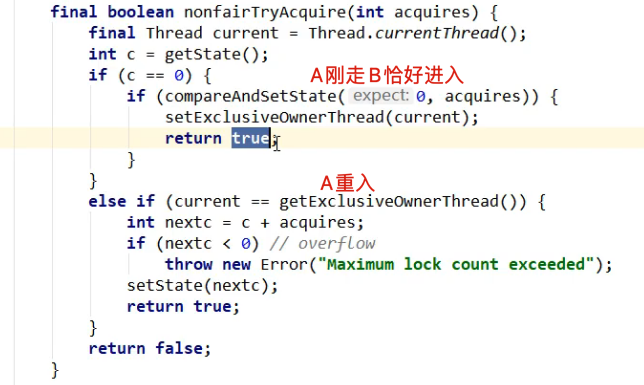 final boolean nonfairTryAcquire(int acquires) {
final Thread current = Thread.currentThread();
int c = getState();
if (c == 0) {
A刚走B恰好进入
if (compareAndSetState( expect: 0, acquires)) {
setExclusiveOwnerThread(current);
return true;
}
}
A重入
else if (current == getExclusiveOwnerThread()) {
int nextc = c + acquires;
if (nextc < 0) // overflow
throw new Error("Maximum lock count exceeded");
setState(nextc);
return true;
}
return false;
}